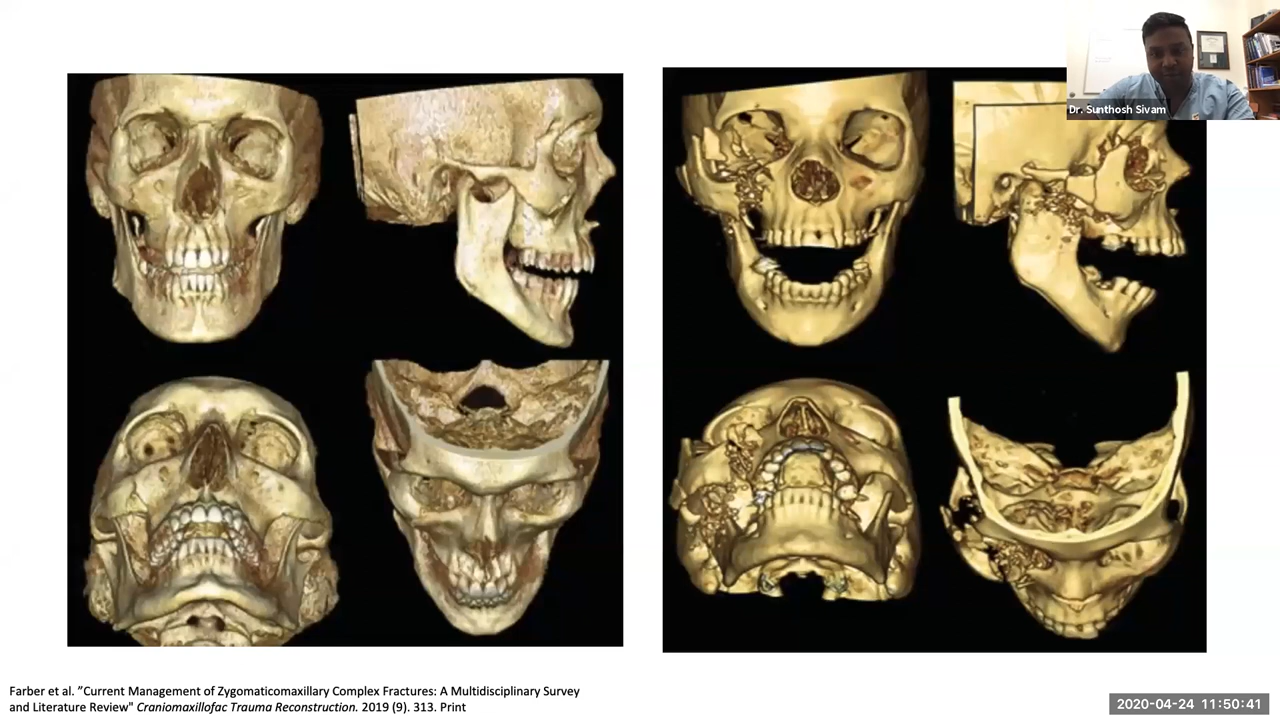 Dr. Sunthosh Sivam
Farber et al. ”Current Management of Zygomaticomaxillary Complex Fractures: A Multidisciplinary Survey
and Literature Review" Craniomaxillofac Trauma Reconstruction. 2019 (9). 313. Print
2020-04-24 11:50:41